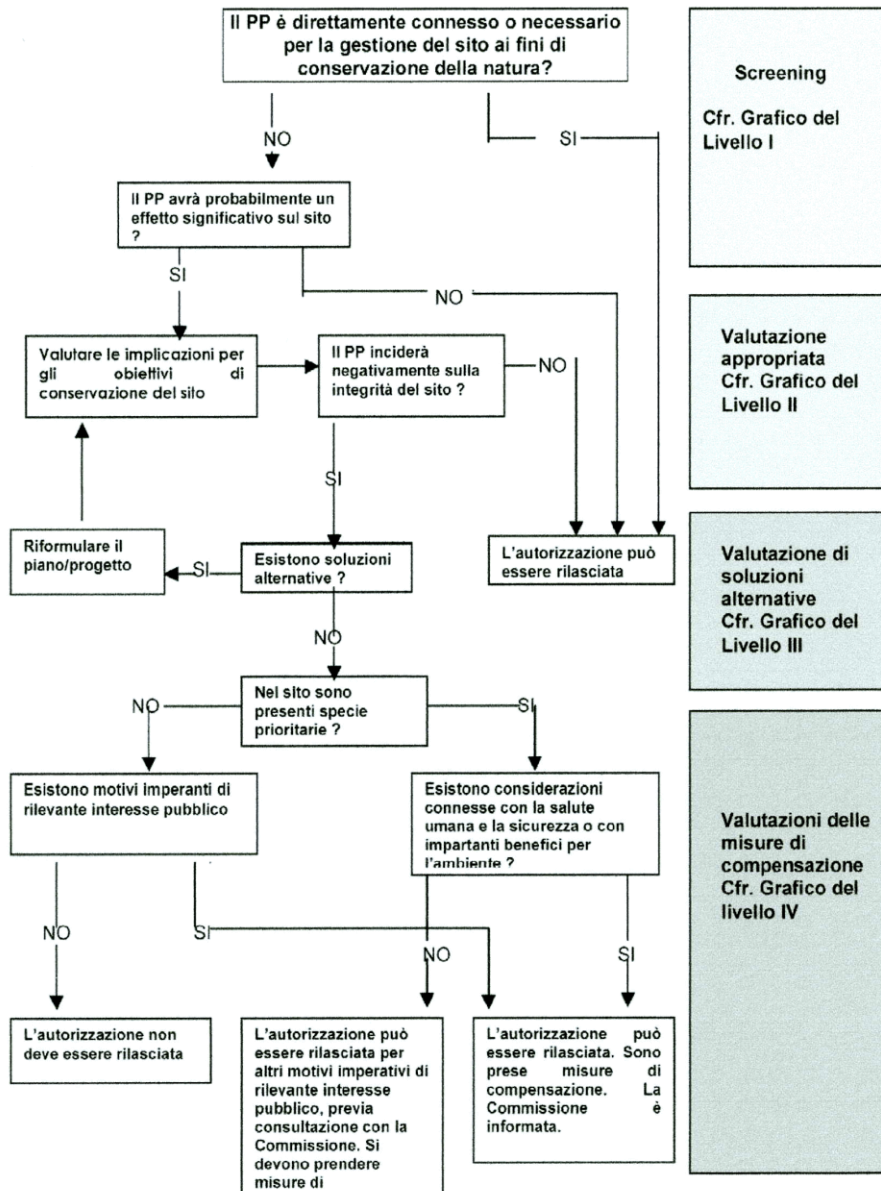 Il PP è direttamente connesso o necessario
per la gestione del sito ai fini di
conservazione della natura?
Screening
Cfr. Grafico del
Livello I
NO
SI
Il PP avrà probabilmente un
effetto significativo sul sito
?
SI
NO
Valutare le implicazioni per
gli obiettivi di
conservazione del sito
Il PP inciderà
negativamente sulla
integrità del sito ?
NO
Valutazione
appropriata
Cfr. Grafico del
Livello II
SI
Riformulare il
piano/progetto
SI
Esistono soluzioni
alternative ?
L'autorizzazione può
essere rilasciata
Valutazione di
soluzioni
alternative
Cfr. Grafico del
Livello III
NO
NO
Nel sito sono
presenti specie
prioritarie ?
SI
Esistono motivi imperanti di
rilevante interesse pubblico
Esistono considerazioni
connesse con la salute
umana e la sicurezza o con
impartanti benefici per
l'ambiente ?
Valutazioni delle
misure di
compensazione
Cfr. Grafico del
livello IV
NO
SI
NO
SI
L'autorizzazione non
deve essere rilasciata
L'autorizzazione può
essere rilasciata per
altri motivi imperativi di
rilevante interesse
pubblico, previa
consultazione con la
Commissione. Si
devono prendere
misure di
L'autorizzazione può
essere rilasciata. Sono
prese misure di
compensazione. La
Commissione è
informata.